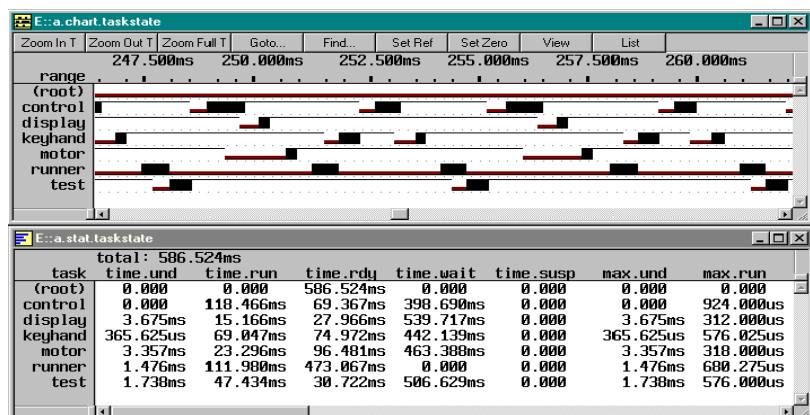 E::a.chart.taskstate
Zoom In T Zoom Out T Zoom Full T Goto... Find... Set Ref Set Zero View List
247.500ms 250.000ms 252.500ms 255.000ms 257.500ms 260.000ms
range
(root)
control
display
keyhand
motor
runner
test
E::a.stat.taskstate
total: 586.524ms
task time.und time.run time.rdy time.wait time.susp max.und max.run
(root) 0.000 0.000 586.524ms 0.000 0.000 0.000 0.000
control 0.000 118.466ms 69.367ms 398.690ms 0.000 0.000 924.000us
display 3.675ms 15.166ms 27.966ms 539.717ms 0.000 3.675ms 312.000us
keyhand 365.625us 69.047ms 74.972ms 442.139ms 0.000 365.625us 576.025us
motor 3.357ms 23.296ms 96.481ms 463.388ms 0.000 3.357ms 318.000us
runner 1.476ms 111.980ms 473.067ms 0.000 0.000 1.476ms 680.275us
test 1.738ms 47.434ms 30.722ms 506.629ms 0.000 1.738ms 576.000us